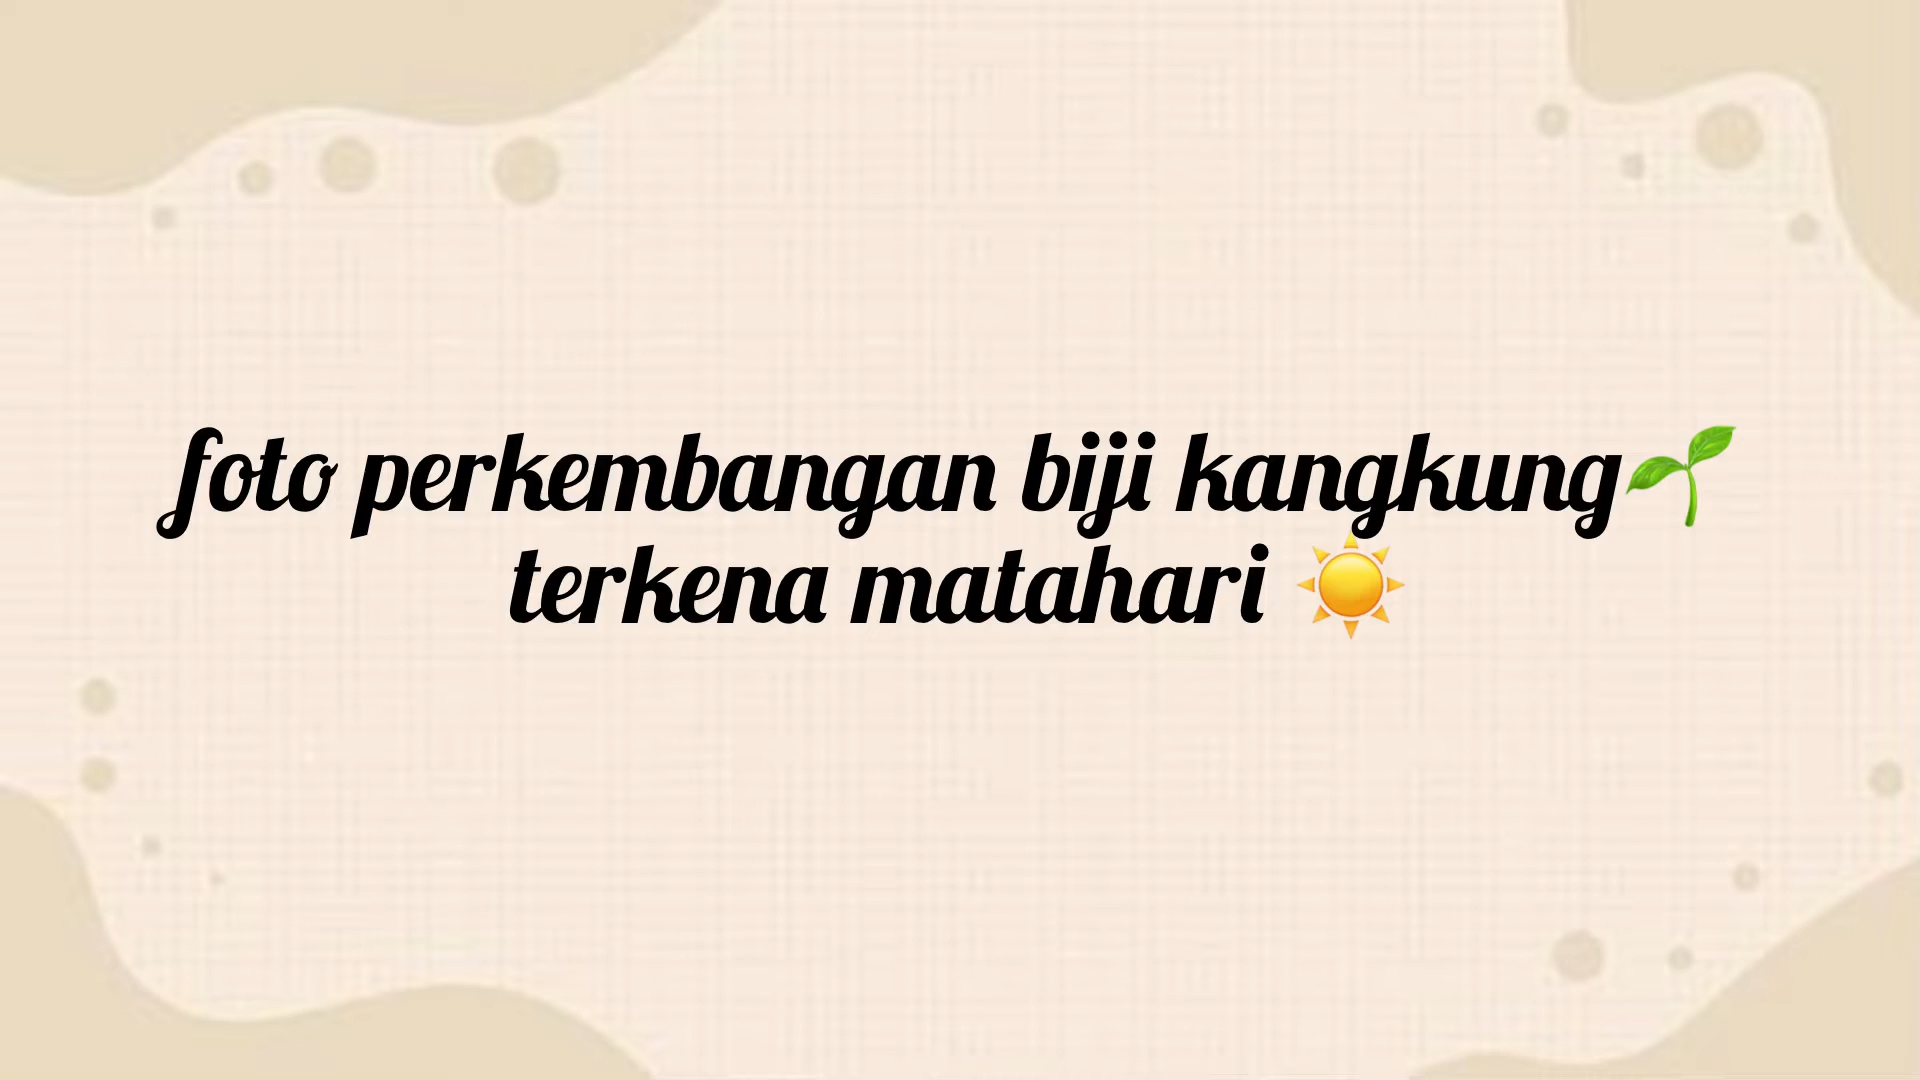 foto perkembangan biji kangkung🌱
terkena matahari ☀️